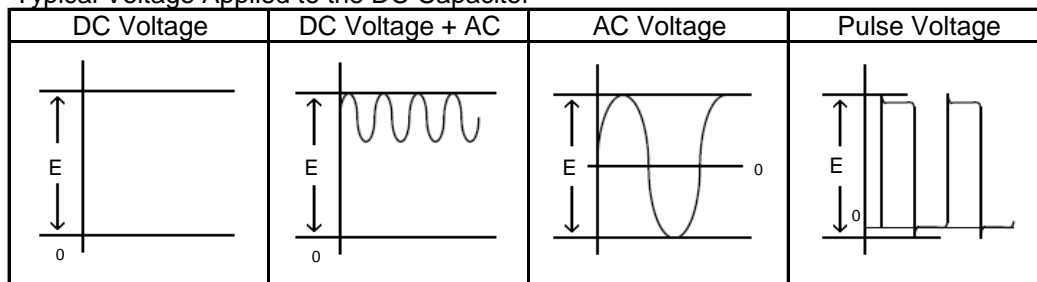 Typical Voltage Applied to the DC Capacitor
DC Voltage
DC Voltage + AC
AC Voltage
Pulse Voltage
E
0
E
0
E
0
E
0